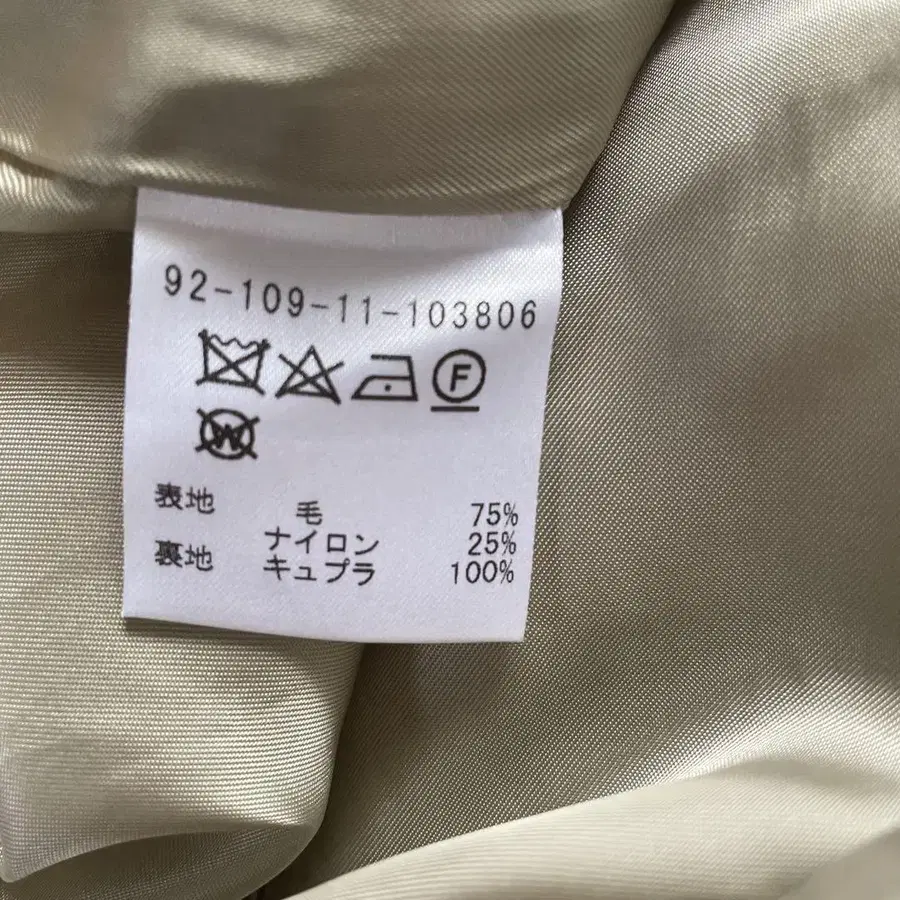 92-109-11-103806
F
W
表地 毛 75%
ナイロン 25%
裏地 キュプラ 100%